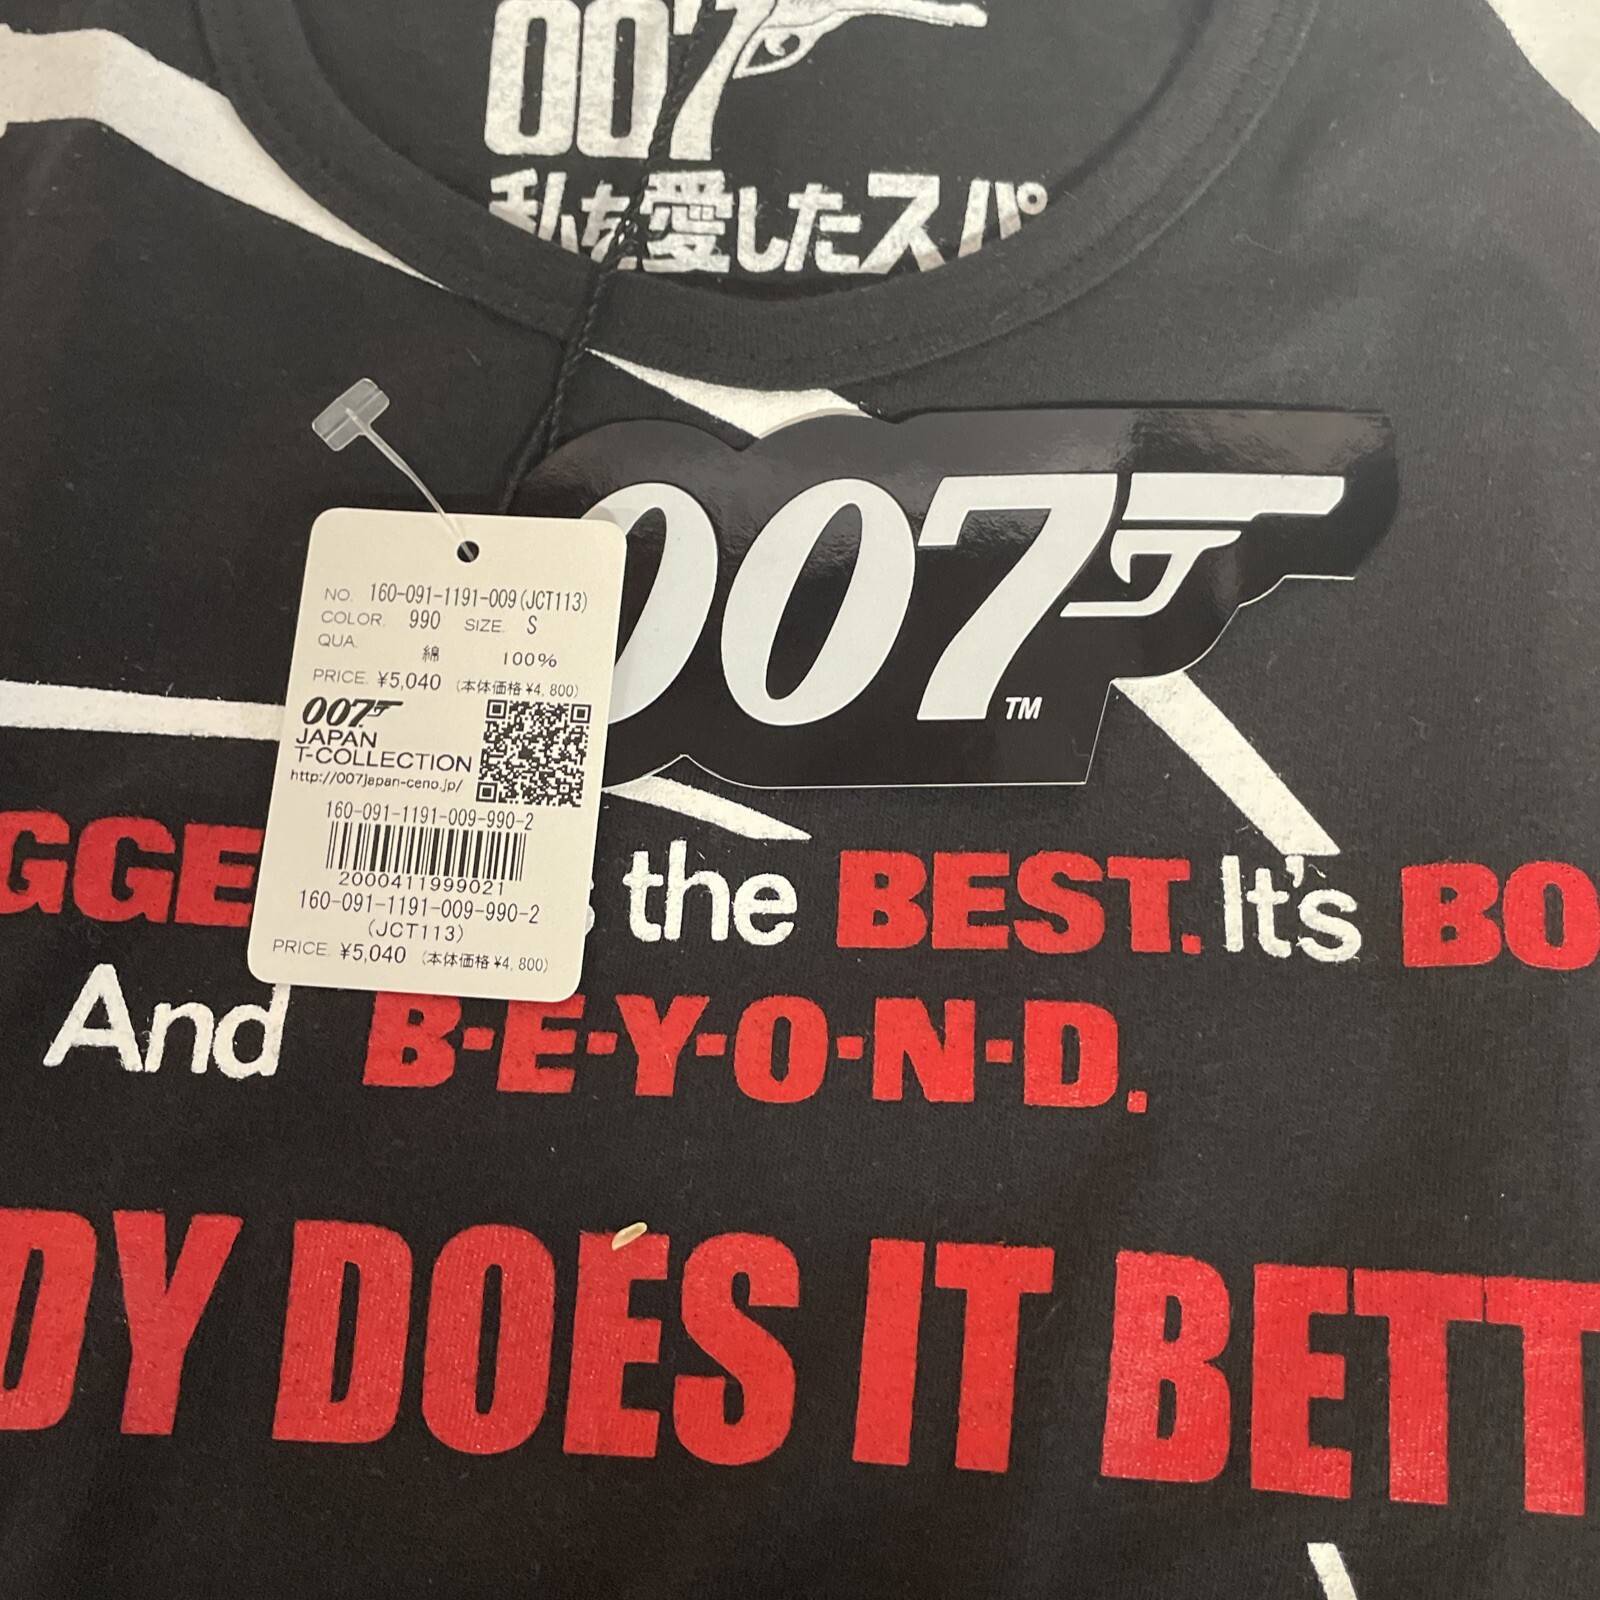 007
私を愛したスパ
007
TM
NO. 160-091-1191-009(JCT113)
COLOR. 990 SIZE. S
QUA.
綿 100%
PRICE. ¥5,040 (本体価格¥4,800)
007
JAPAN
T-COLLECTION
http://007japan-ceno.jp/
160-091-1191-009-990-2
2000411999021
160-091-1191-009-990-2
(JCT113)
PRICE. ¥5,040 (本体価格¥4,800)
GGE the BEST. It's BO
And B·E·Y·O·N·D.
DY DOES IT BETT